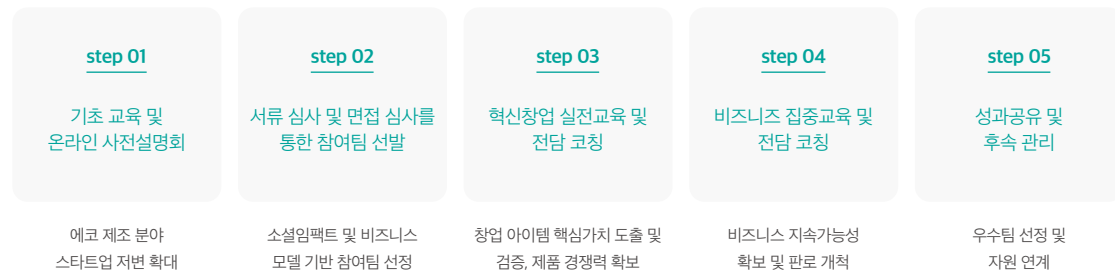 step 01
기초 교육 및
온라인 사전설명회
에코 제조 분야
스타트업 저변 확대
step 02
서류 심사 및 면접 심사를
통한 참여팀 선발
소셜임팩트 및 비즈니스
모델 기반 참여팀 선정
step 03
혁신창업 실전교육 및
전담 코칭
창업 아이템 핵심가치 도출 및
검증, 제품 경쟁력 확보
step 04
비즈니즈 집중교육 및
전담 코칭
비즈니스 지속가능성
확보 및 판로 개척
step 05
성과공유 및
후속 관리
우수팀 선정 및
자원 연계